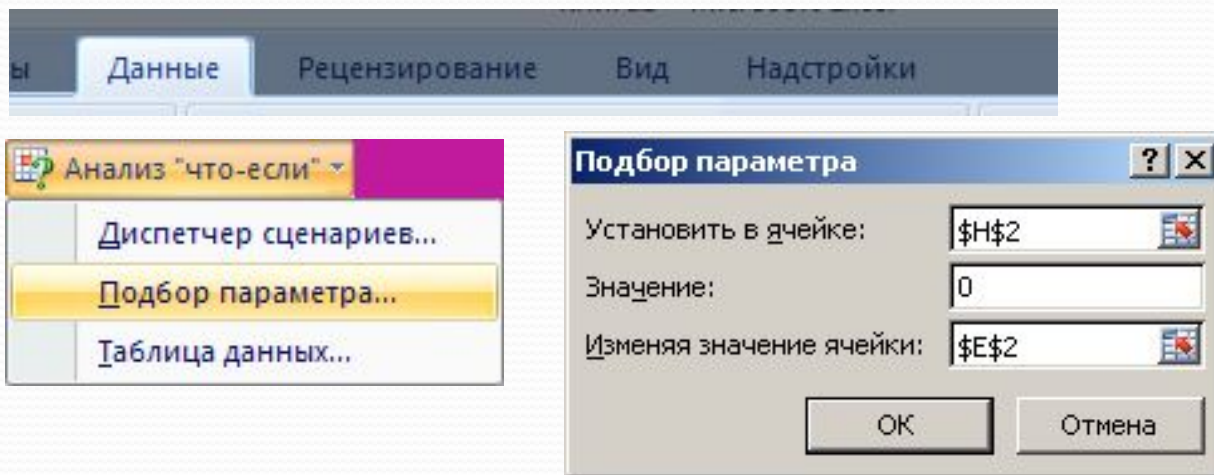 ы Данные Рецензирование Вид Надстройки
Анализ "что-если"
Диспетчер сценариев...
Подбор параметра...
Таблица данных...
Подбор параметра
Установить в ячейке: $H$2
Значение: 0
Изменяя значение ячейки: $E$2
ОК Отмена